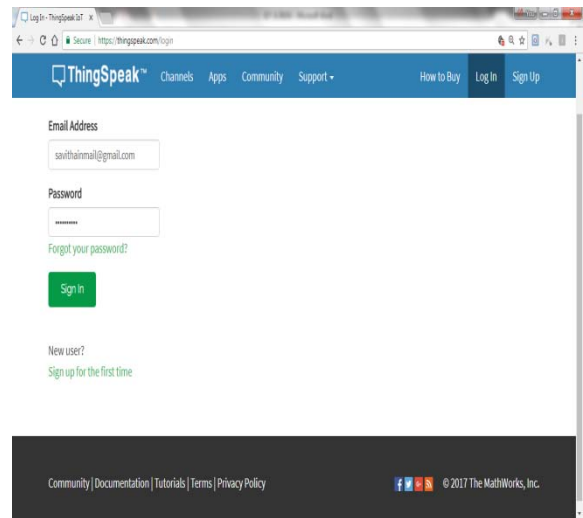 Log In - ThingSpeak IoT
Secure | https://thingspeak.com/login
ThingSpeak™ Channels Apps Community Support How to Buy Log In Sign Up
Email Address
savithainmail@gmail.com
Password
••••••••••
Forgot your password?
Sign In
New user?
Sign up for the first time
Community | Documentation | Tutorials | Terms | Privacy Policy © 2017 The MathWorks, Inc.